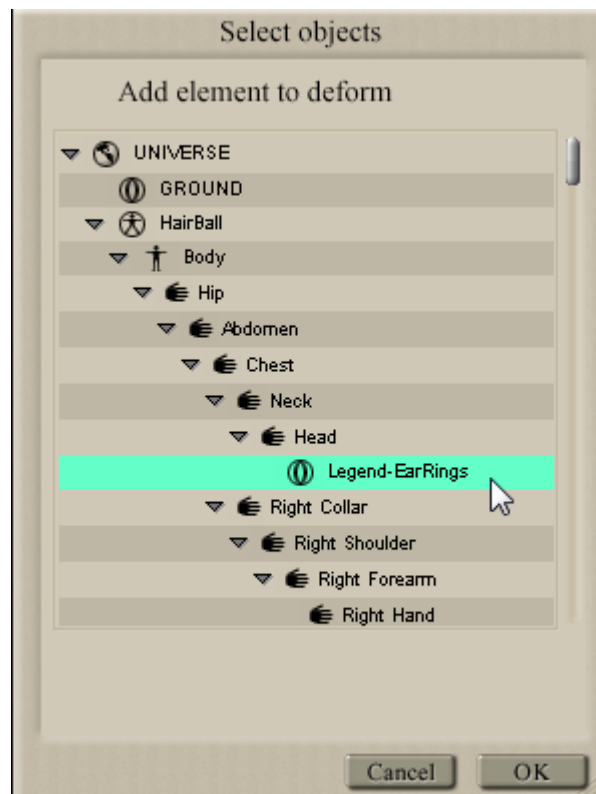 Select objects
Add element to deform
UNIVERSE
GROUND
HairBall
Body
Hip
Abdomen
Chest
Neck
Head
Legend-EarRings
Right Collar
Right Shoulder
Right Forearm
Right Hand
Cancel OK